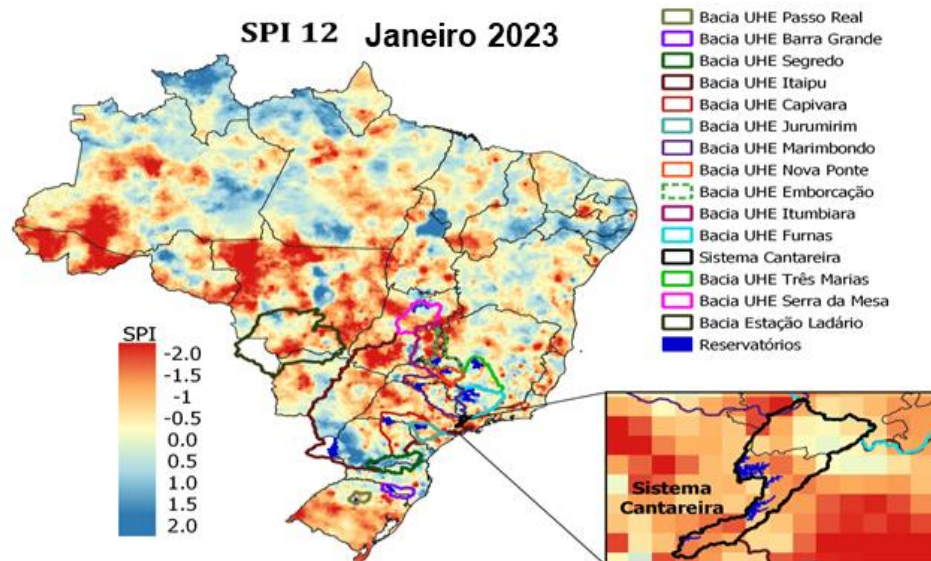 SPI 12 Janeiro 2023
Bacia UHE Passo Real
Bacia UHE Barra Grande
Bacia UHE Segredo
Bacia UHE Itaipu
Bacia UHE Capivara
Bacia UHE Jurumirim
Bacia UHE Marimbondo
Bacia UHE Nova Ponte
Bacia UHE Emborcação
Bacia UHE Itumbiara
Bacia UHE Furnas
Sistema Cantareira
Bacia UHE Três Marias
Bacia UHE Serra da Mesa
Bacia Estação Ladário
Reservatórios
SPI
-2.0
-1.5
-1
-0.5
0.0
0.5
1.0
1.5
2.0
Sistema
Cantareira